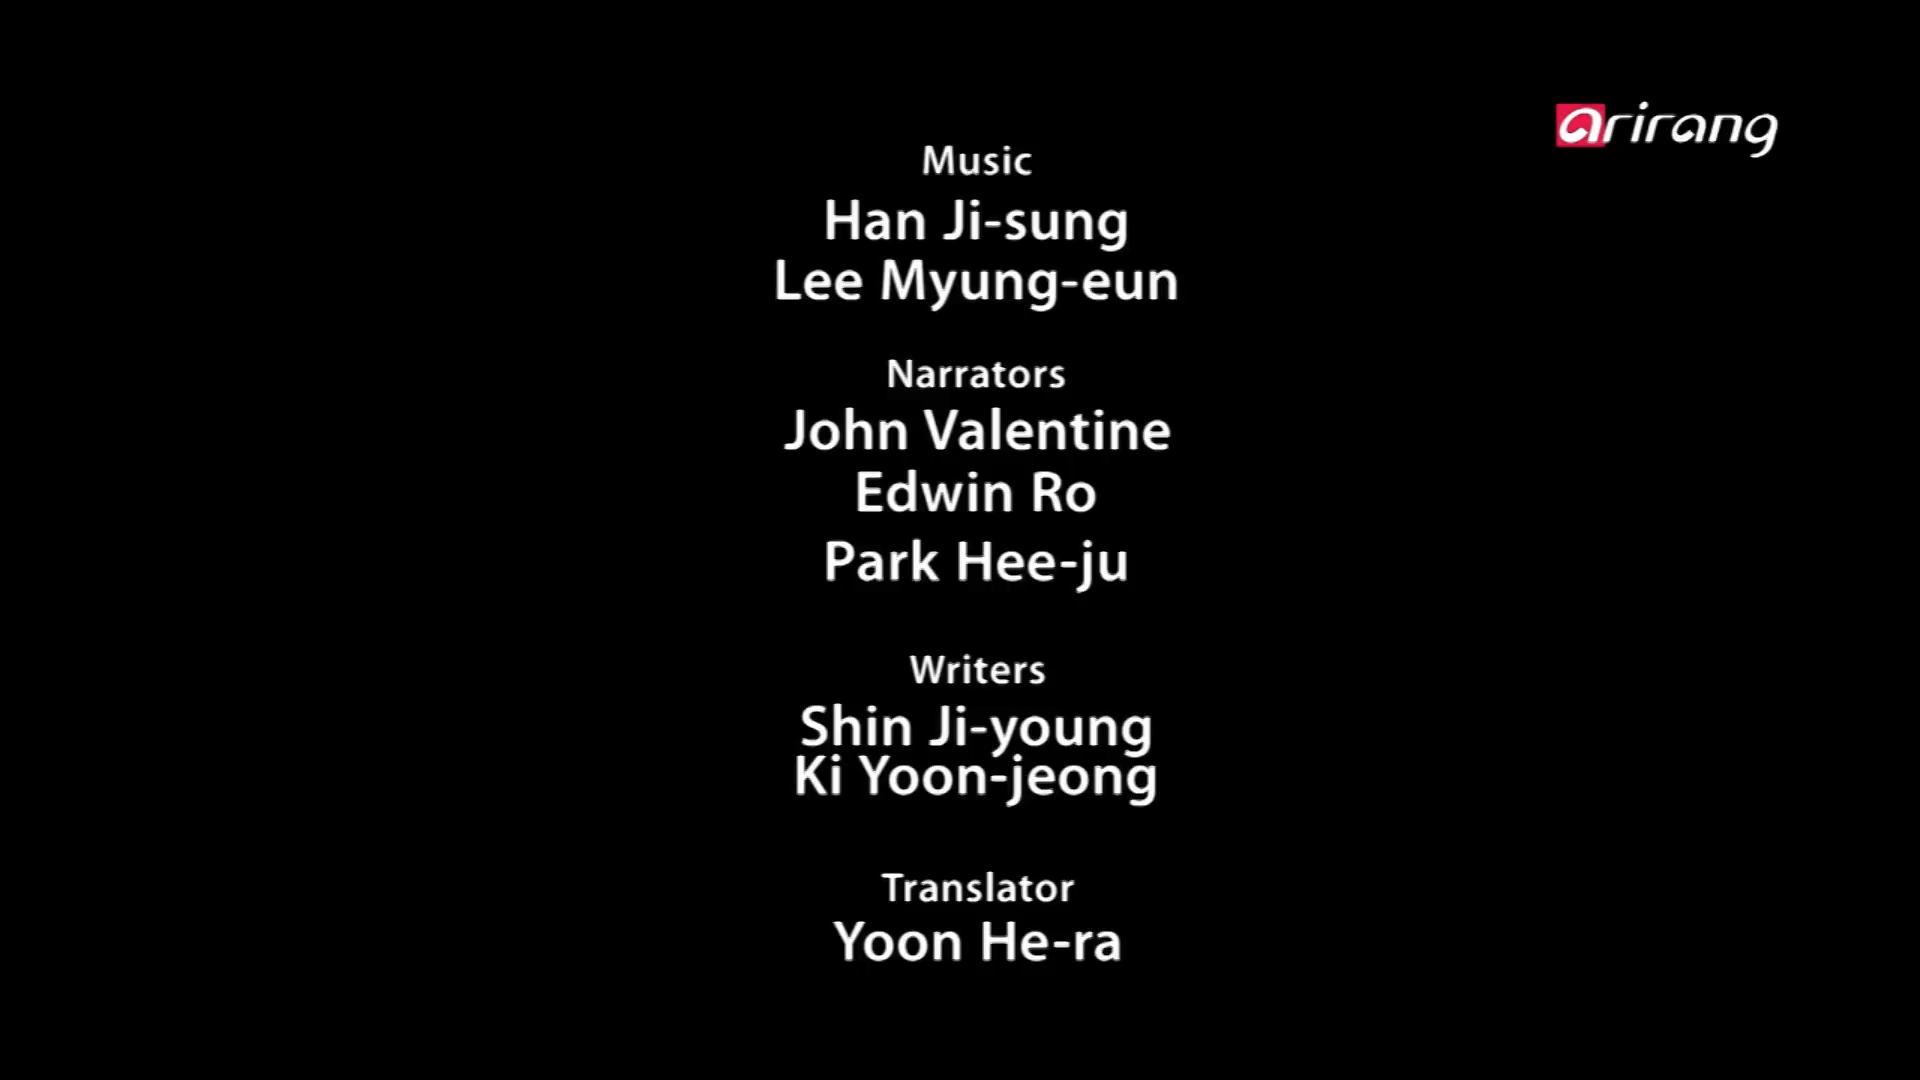 arirang
Music
Han Ji-sung
Lee Myung-eun
Narrators
John Valentine
Edwin Ro
Park Hee-ju
Writers
Shin Ji-young
Ki Yoon-jeong
Translator
Yoon He-ra